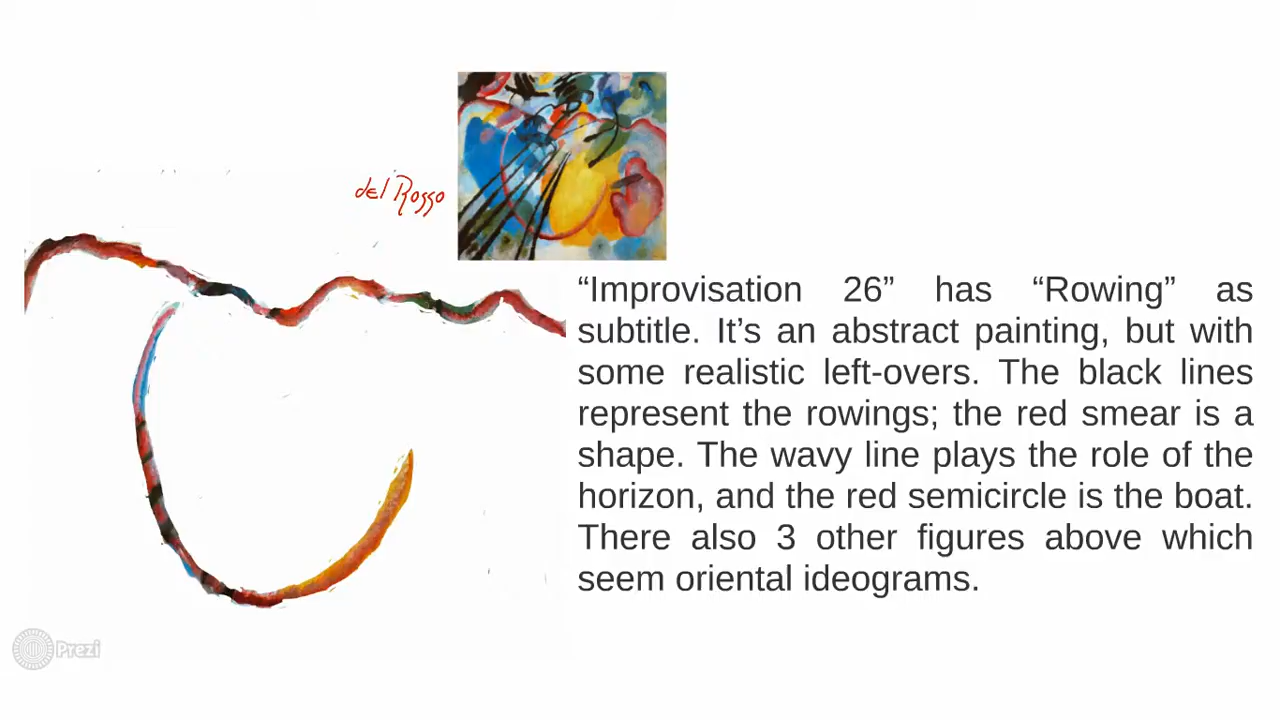 del Rosso
“Improvisation 26” has “Rowing” as
subtitle. It’s an abstract painting, but with
some realistic left-overs. The black lines
represent the rowings; the red smear is a
shape. The wavy line plays the role of the
horizon, and the red semicircle is the boat.
There also 3 other figures above which
seem oriental ideograms.
Prezi